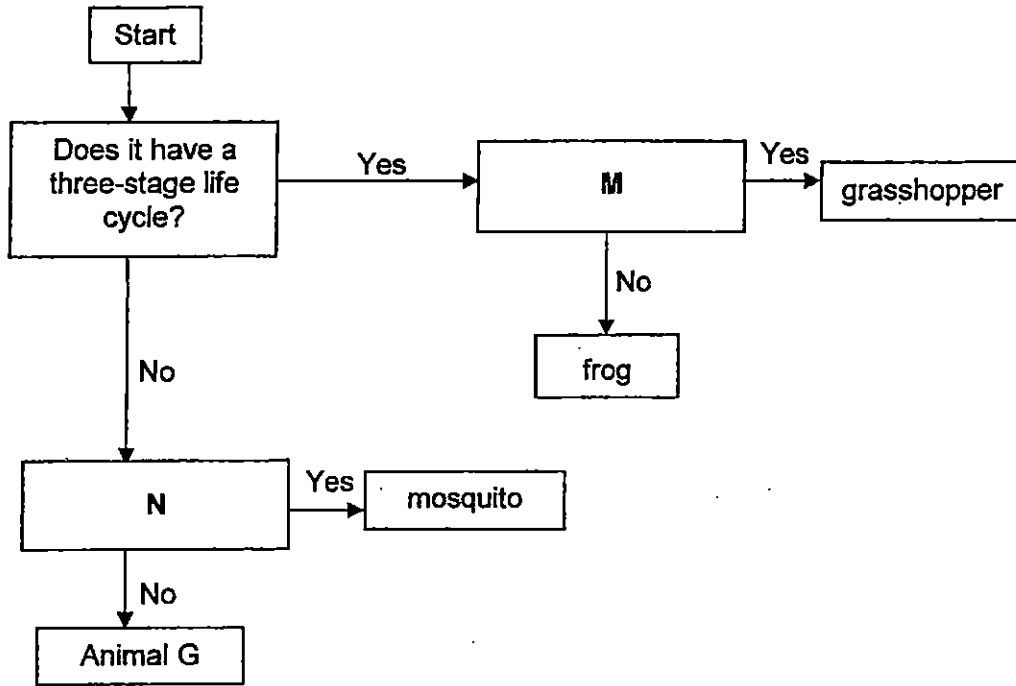 Start
Does it have a
three-stage life
cycle?
Yes
M
Yes
grasshopper
No
frog
No
N
Yes
mosquito
No
Animal G